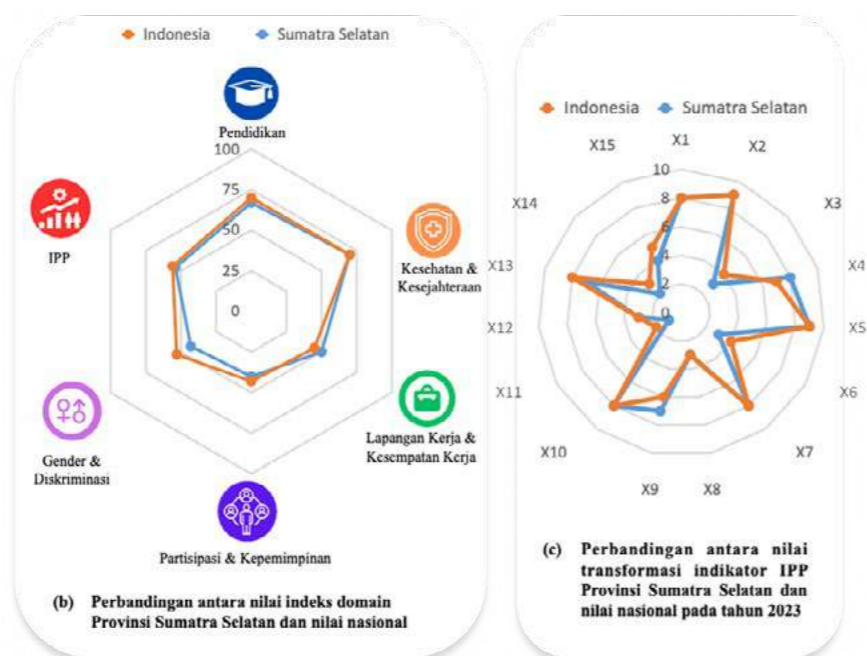 Indonesia Sumatra Selatan
Pendidikan
100
75
50
25
0
IPP
Kesehatan &
Kesejahteraan
Lapangan Kerja &
Kesempatan Kerja
Gender &
Diskriminasi
Partisipasi & Kepemimpinan
(b) Perbandingan antara nilai indeks domain
Provinsi Sumatra Selatan dan nilai nasional
Indonesia Sumatra Selatan
X1
X15 X2
10
8
6
4
2
0
X14 X3
X13 X4
X12 X5
X11 X6
X10 X7
X9 X8
(c) Perbandingan antara nilai
transformasi indikator IPP
Provinsi Sumatra Selatan dan
nilai nasional pada tahun 2023